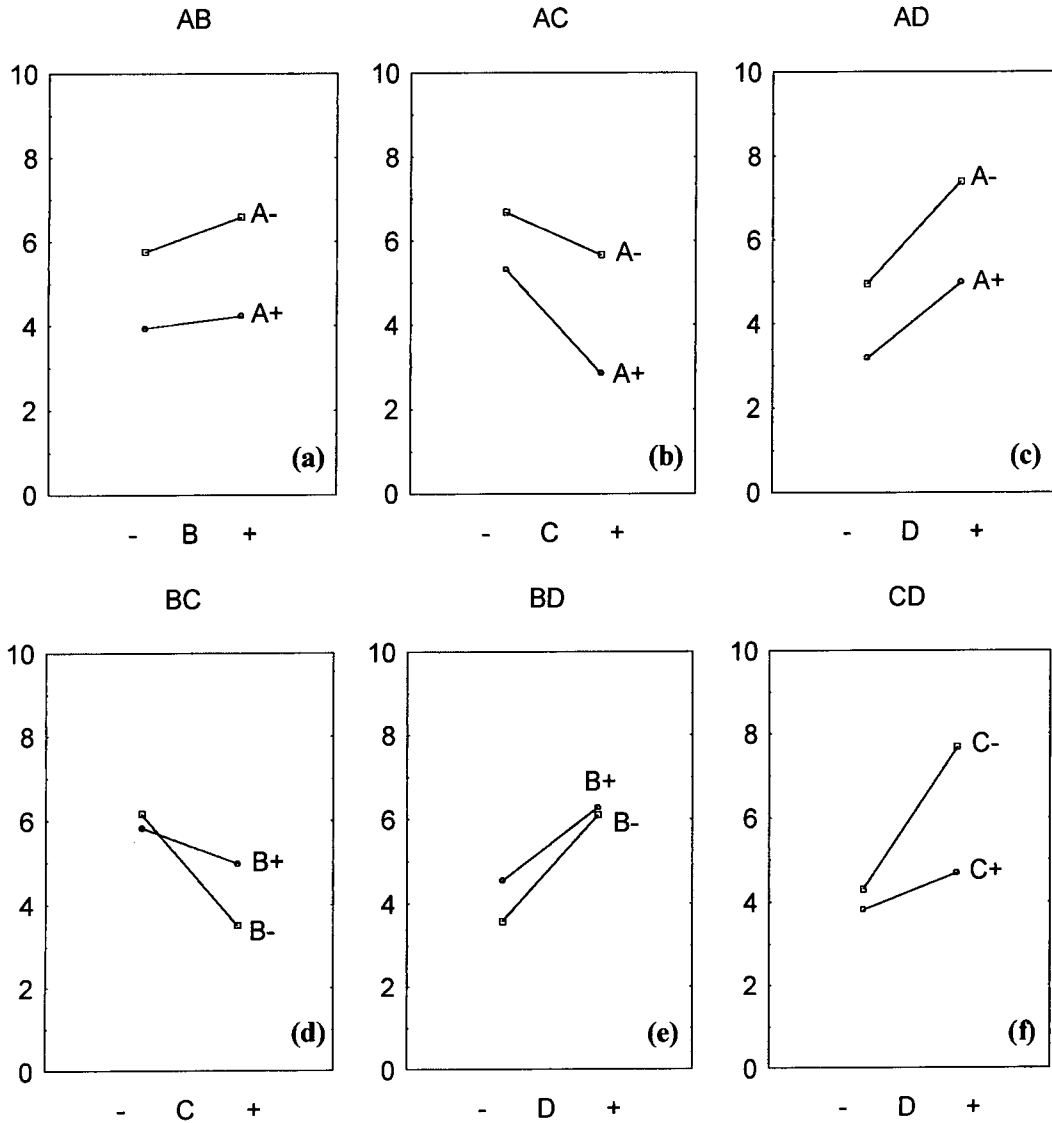 AB
AC
AD
10
8
6
4
2
0
A-
A+
(a)
- B +
10
8
6
4
2
0
A-
A+
(b)
- C +
10
8
6
4
2
0
A-
A+
(c)
- D +
BC
BD
CD
10
8
6
4
2
0
B+
B-
(d)
- C +
10
8
6
4
2
0
B+
B-
(e)
- D +
10
8
6
4
2
0
C-
C+
(f)
- D +